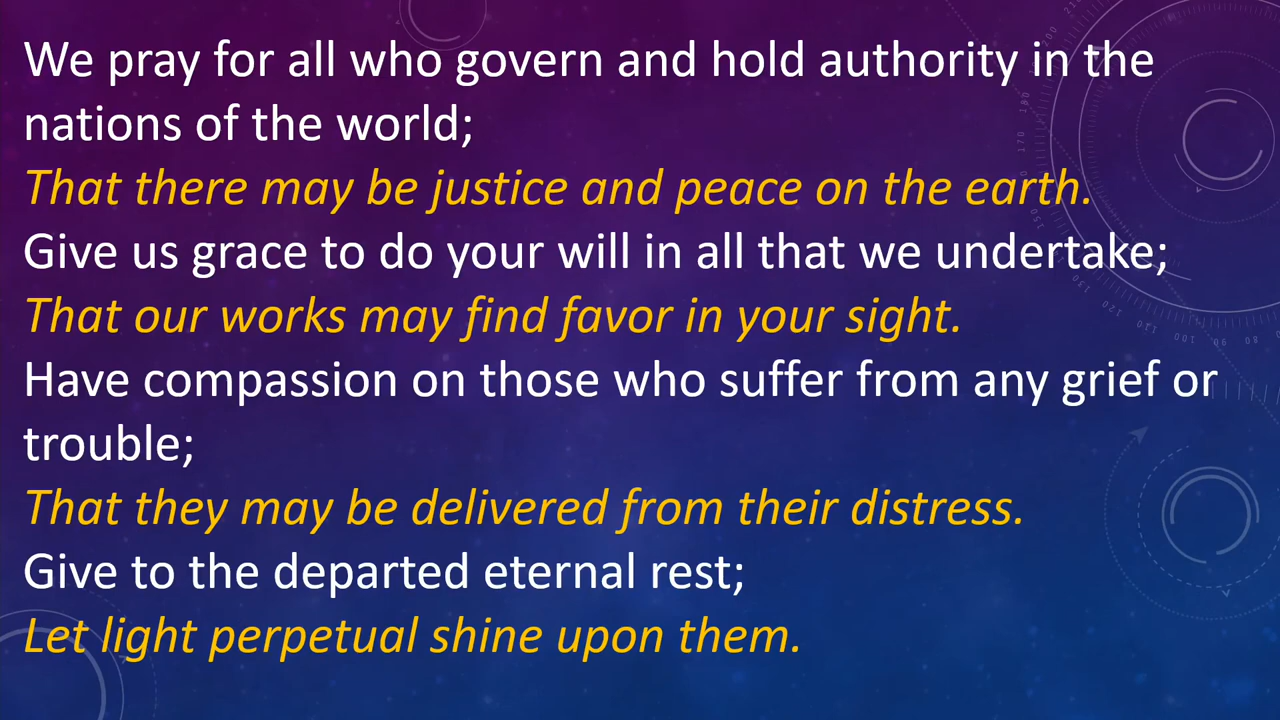 We pray for all who govern and hold authority in the
nations of the world;
That there may be justice and peace on the earth.
Give us grace to do your will in all that we undertake;
That our works may find favor in your sight.
Have compassion on those who suffer from any grief or
trouble;
That they may be delivered from their distress.
Give to the departed eternal rest;
Let light perpetual shine upon them.